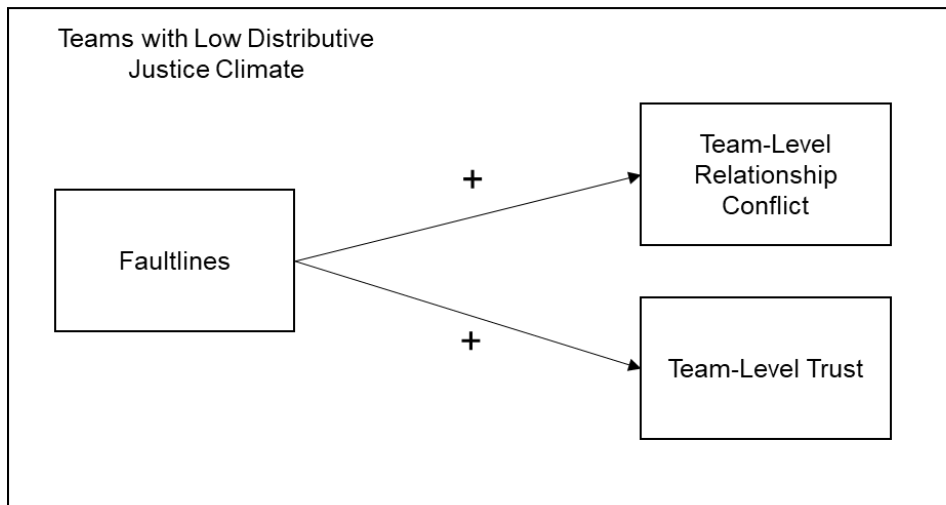 Teams with Low Distributive
Justice Climate
Team-Level
Relationship
Conflict
+
Faultlines
+
Team-Level Trust